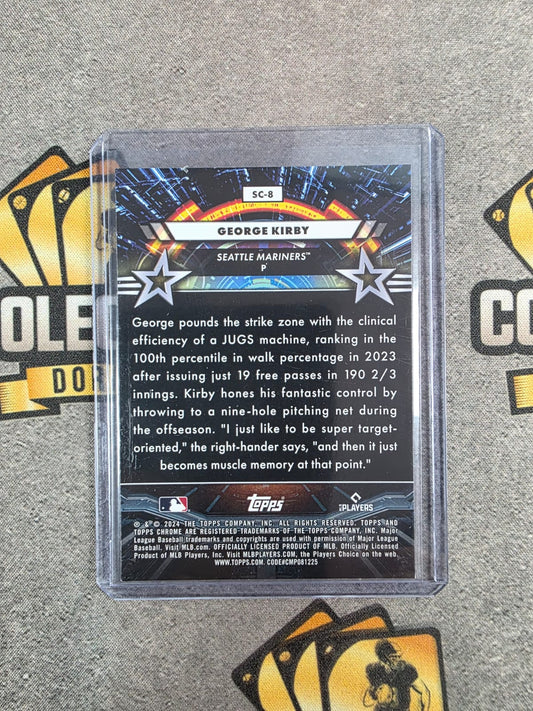 SC-8
GEORGE KIRBY
SEATTLE MARINERS™
P
George pounds the strike zone with the clinical
efficiency of a JUGS machine, ranking in the
100th percentile in walk percentage in 2023
after issuing just 19 free passes in 190 2/3
innings. Kirby hones his fantastic control by
throwing to a nine-hole pitching net during the
offseason. "I just like to be super target-
oriented," the right-hander says, "and then it just
becomes muscle memory at that point."
Topps
PLAYERS
℗ & © 2024 THE TOPPS COMPANY, INC. ALL RIGHTS RESERVED. TOPPS AND
TOPPS CHROME ARE REGISTERED TRADEMARKS OF THE TOPPS COMPANY, INC. Major
League Baseball trademarks and copyrights are used with permission of Major League
Baseball. Visit MLB.com. OFFICIALLY LICENSED PRODUCT OF MLB. Officially Licensed
Product of MLB Players, Inc. Visit MLBPLAYERS.COM, the Players Choice on the web.
WWW.TOPPS.COM CODE#CMP081225
OLE
DOR
CO